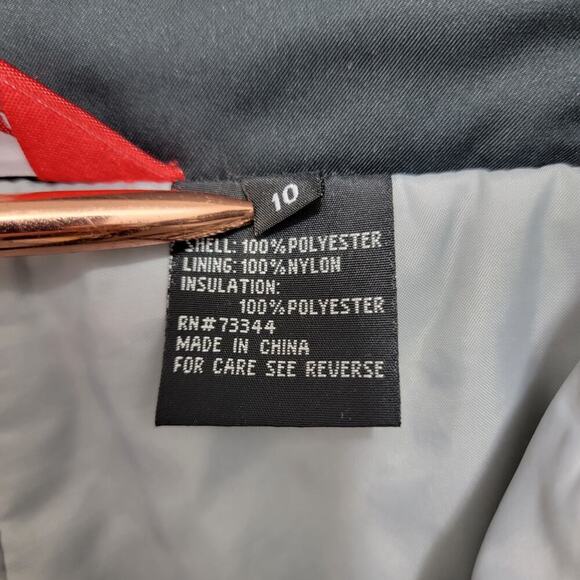 10
SHELL: 100% POLYESTER
LINING: 100% NYLON
INSULATION:
100% POLYESTER
RN# 73344
MADE IN CHINA
FOR CARE SEE REVERSE